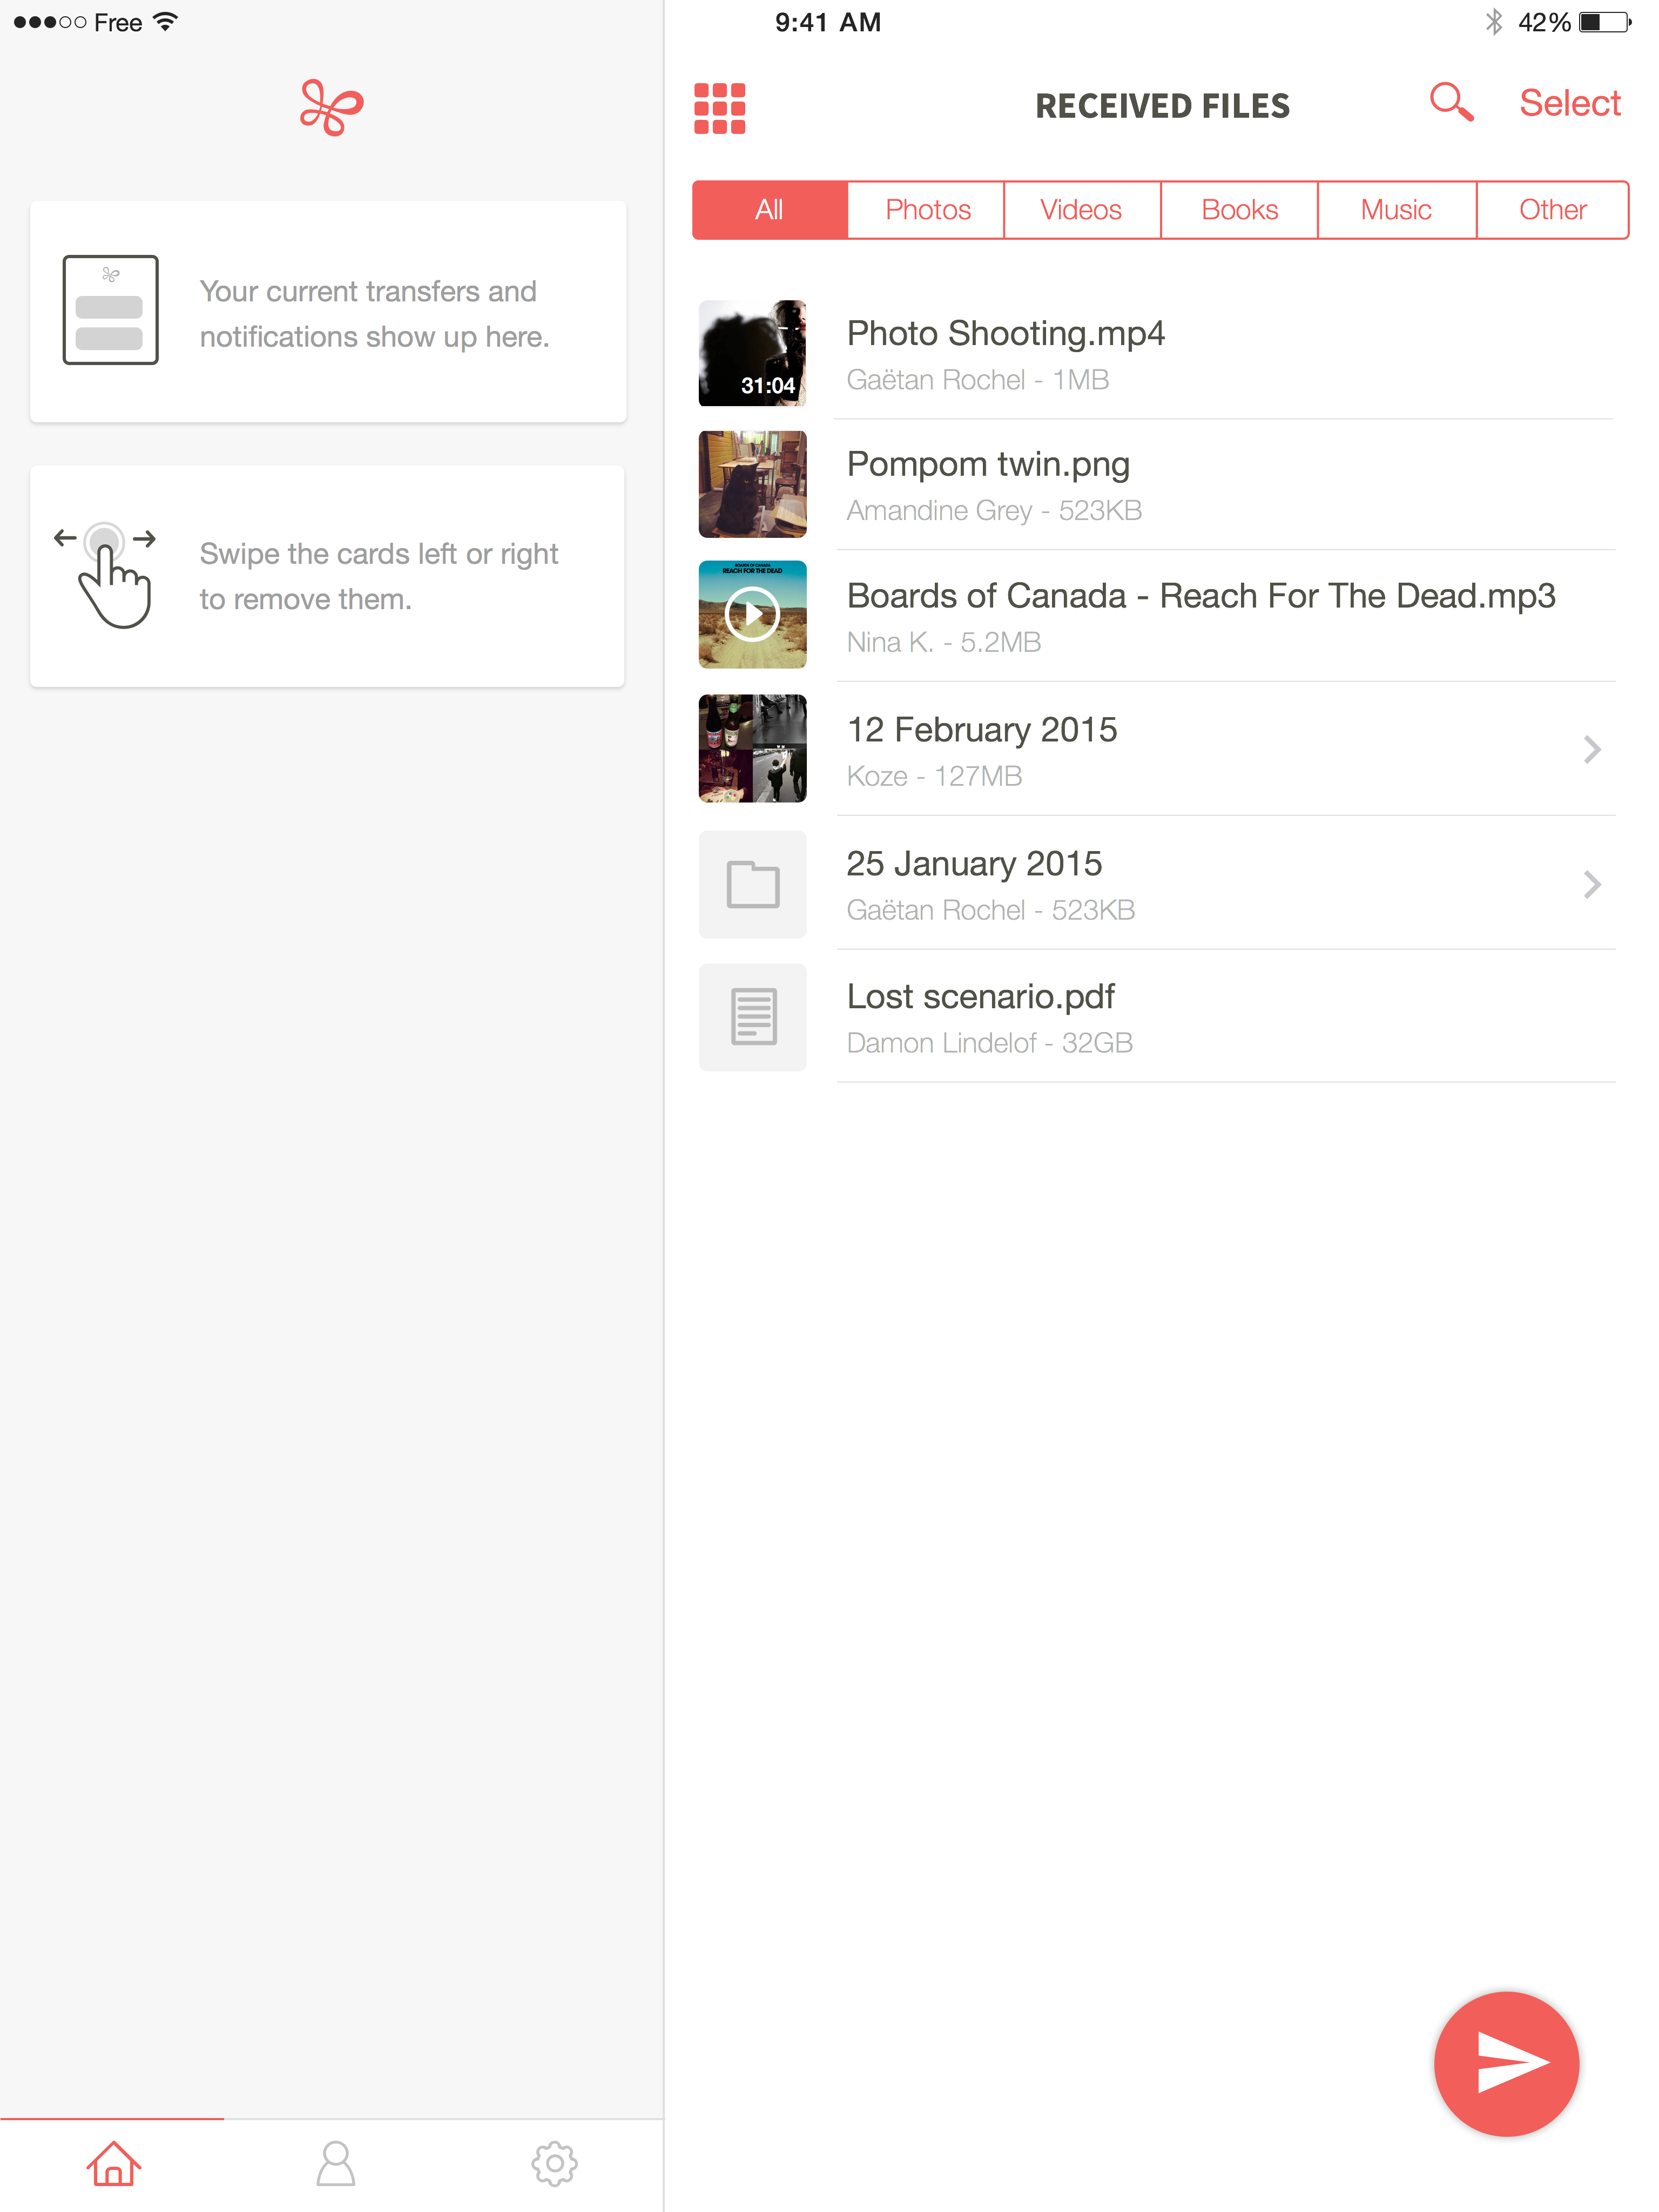 Free
9:41 AM
42%
RECEIVED FILES
Select
All
Photos
Videos
Books
Music
Other
Your current transfers and
notifications show up here.
Swipe the cards left or right
to remove them.
31:04
Photo Shooting.mp4
Gaëtan Rochel - 1MB
Pompom twin.png
Amandine Grey - 523KB
BOARDS OF CANADA
REACH FOR THE DEAD
Boards of Canada - Reach For The Dead.mp3
Nina K. - 5.2MB
12 February 2015
Koze - 127MB
25 January 2015
Gaëtan Rochel - 523KB
Lost scenario.pdf
Damon Lindelof - 32GB